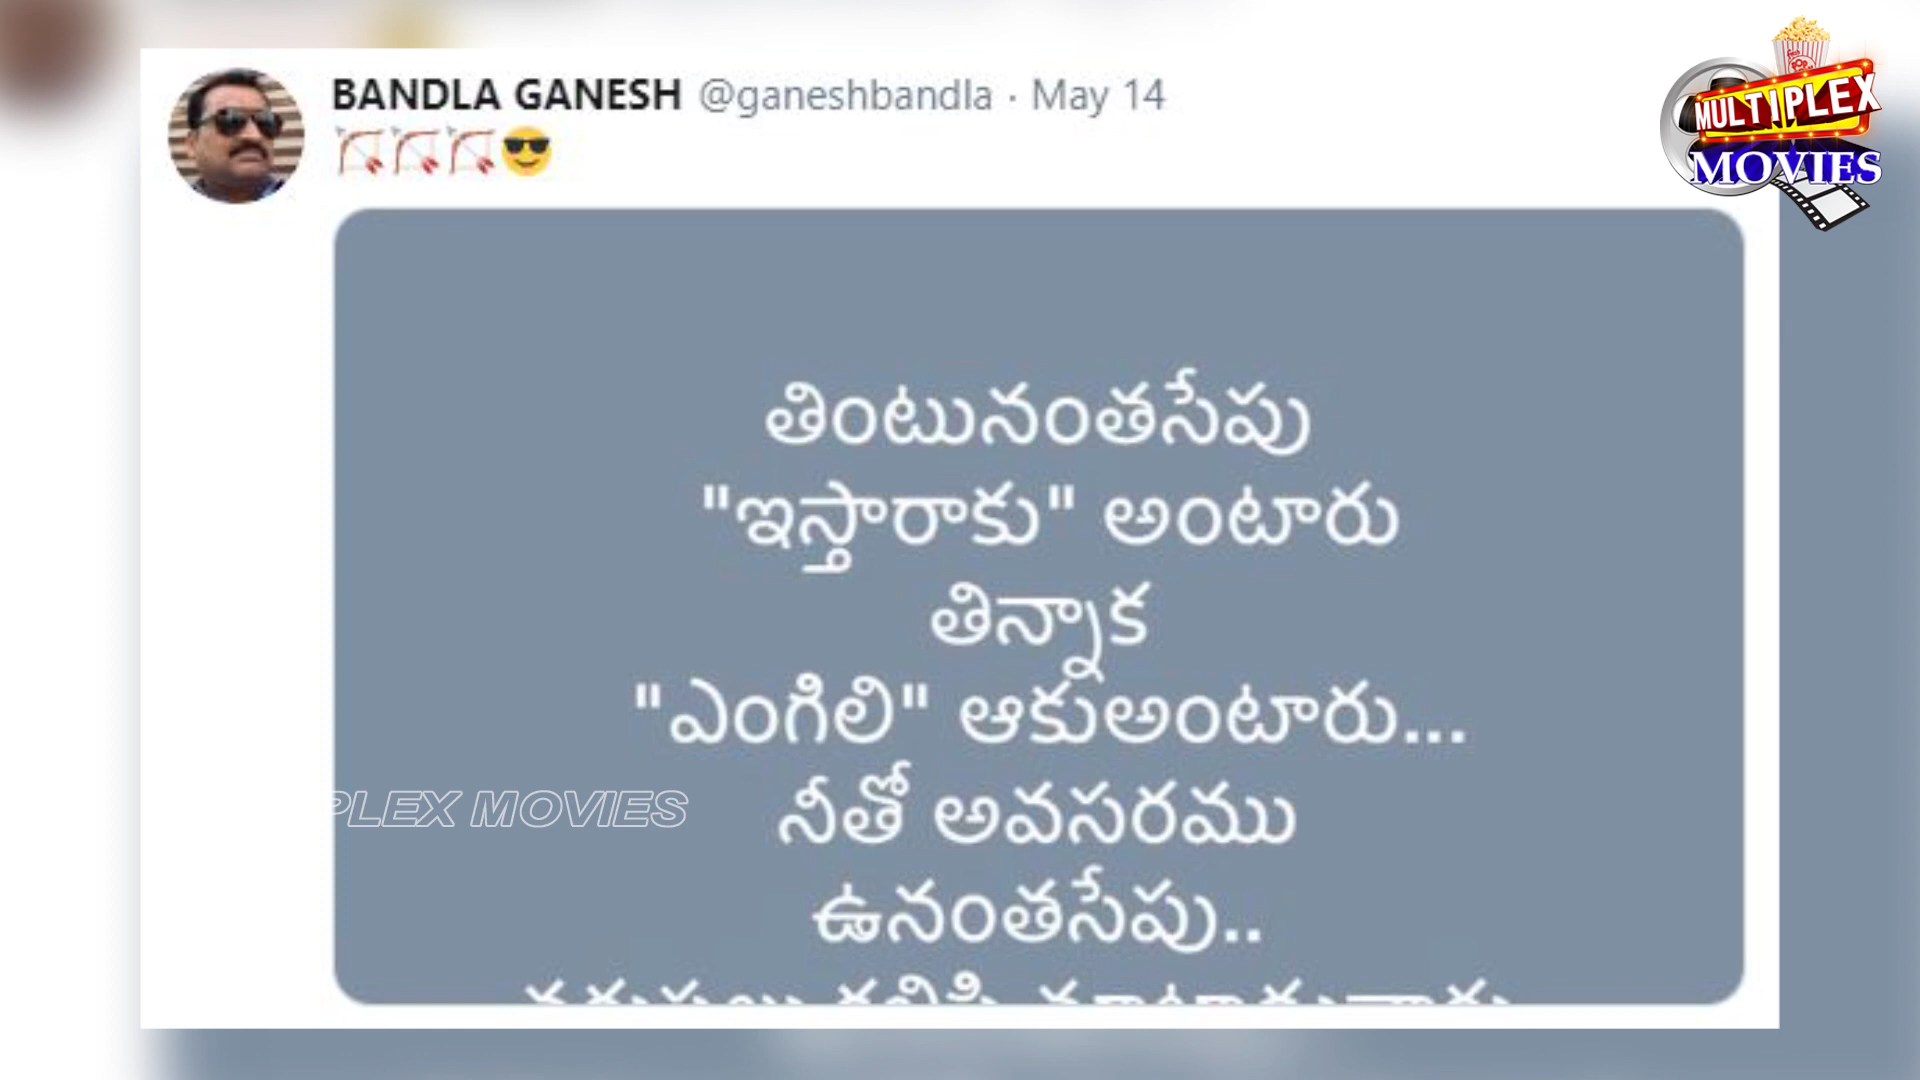 BANDLA GANESH @ganeshbandla · May 14
🏹🏹🏹😎
MULTIPLEX
MOVIES
తింటునంతసేపు
"ఇస్తారాకు" అంటారు
తిన్నాక
"ఎంగిలి" ఆకుఅంటారు...
నీతో అవసరము
PLEX MOVIES
ఉనంతసేపు..